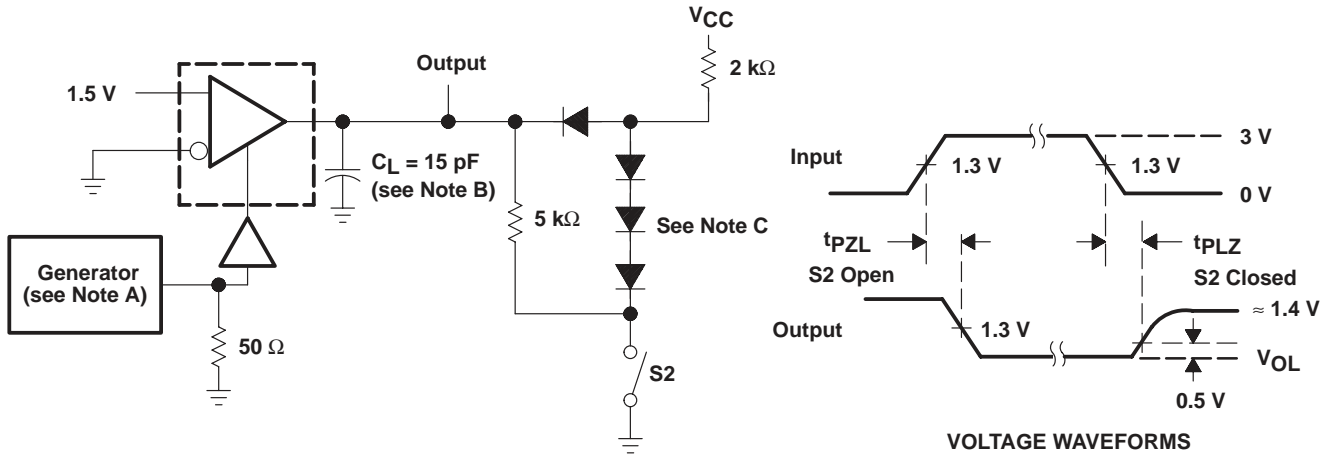 VCC
2 kΩ
Output
1.5 V
CL = 15 pF
(see Note B)
5 kΩ
See Note C
Generator
(see Note A)
50 Ω
S2
Input
1.3 V
1.3 V
3 V
0 V
tPZL
tPLZ
S2 Open
S2 Closed
Output
1.3 V
≈ 1.4 V
VOL
0.5 V
VOLTAGE WAVEFORMS